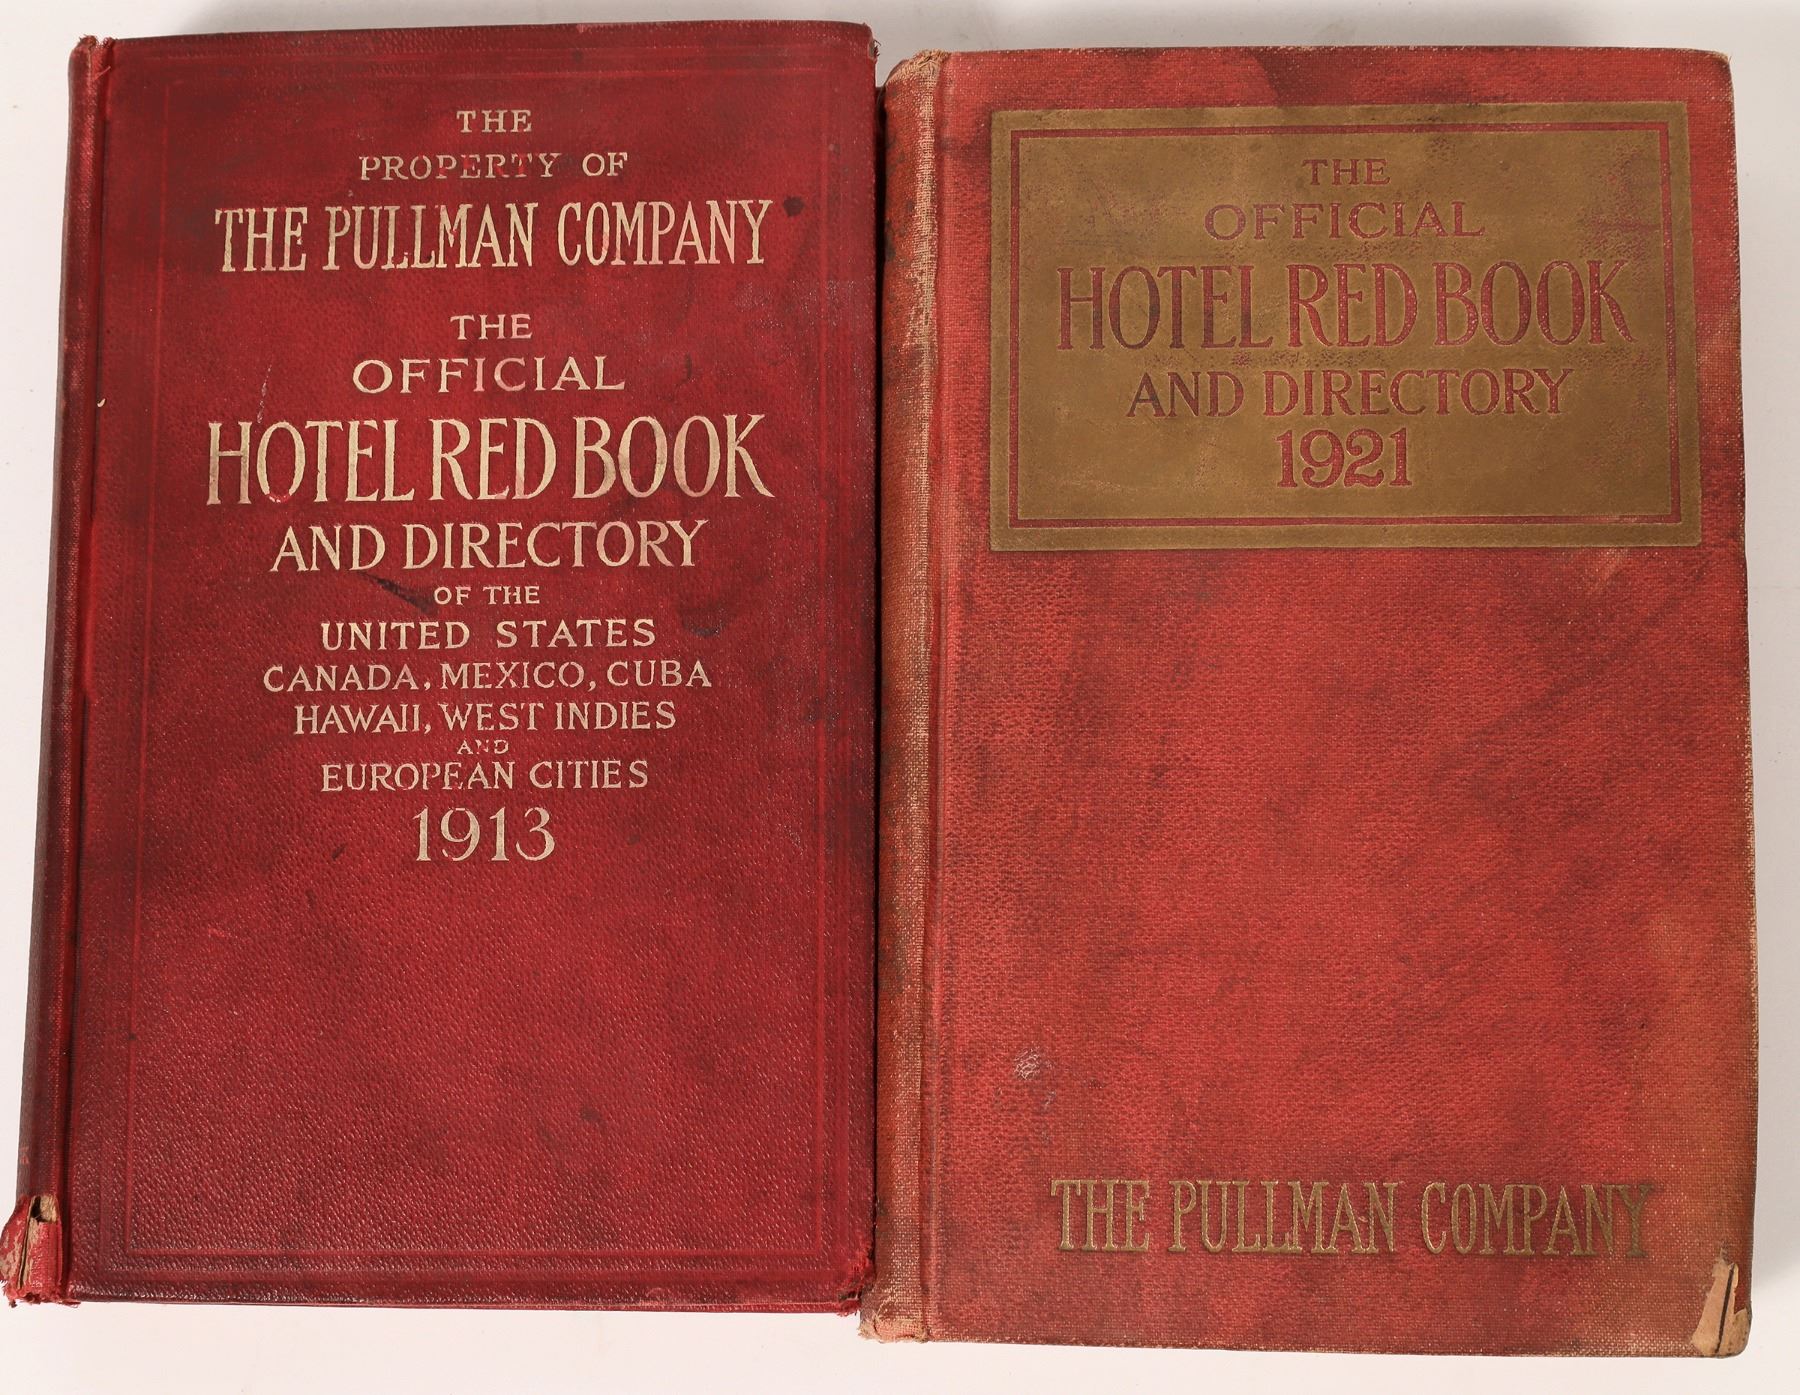 THE
PROPERTY OF
THE PULLMAN COMPANY
THE
OFFICIAL
HOTEL RED BOOK
AND DIRECTORY
OF THE
UNITED STATES
CANADA, MEXICO, CUBA
HAWAII, WEST INDIES
AND
EUROPEAN CITIES
1913
THE
OFFICIAL
HOTEL RED BOOK
AND DIRECTORY
1921
THE PULLMAN COMPANY